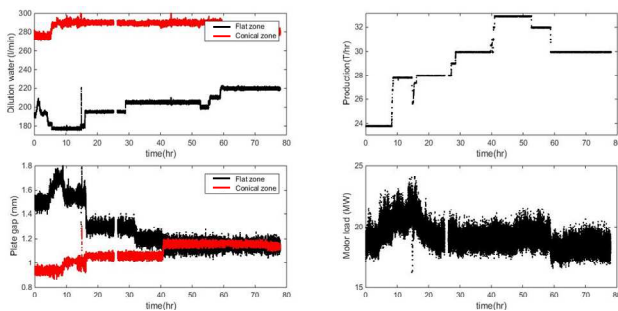 Dilution water (l/min)
300
280
260
240
220
200
180
0 10 20 30 40 50 60 70 80
time(hr)
Flat zone
Conical zone
Producion(T/hr)
32
30
28
26
24
0 10 20 30 40 50 60 70 80
time(hr)
Plate gap (mm)
1.8
1.6
1.4
1.2
1
0.8
0 10 20 30 40 50 60 70 80
time(hr)
Flat zone
Conical zone
Motor load (MW)
25
20
15
0 10 20 30 40 50 60 70 80
time(hr)